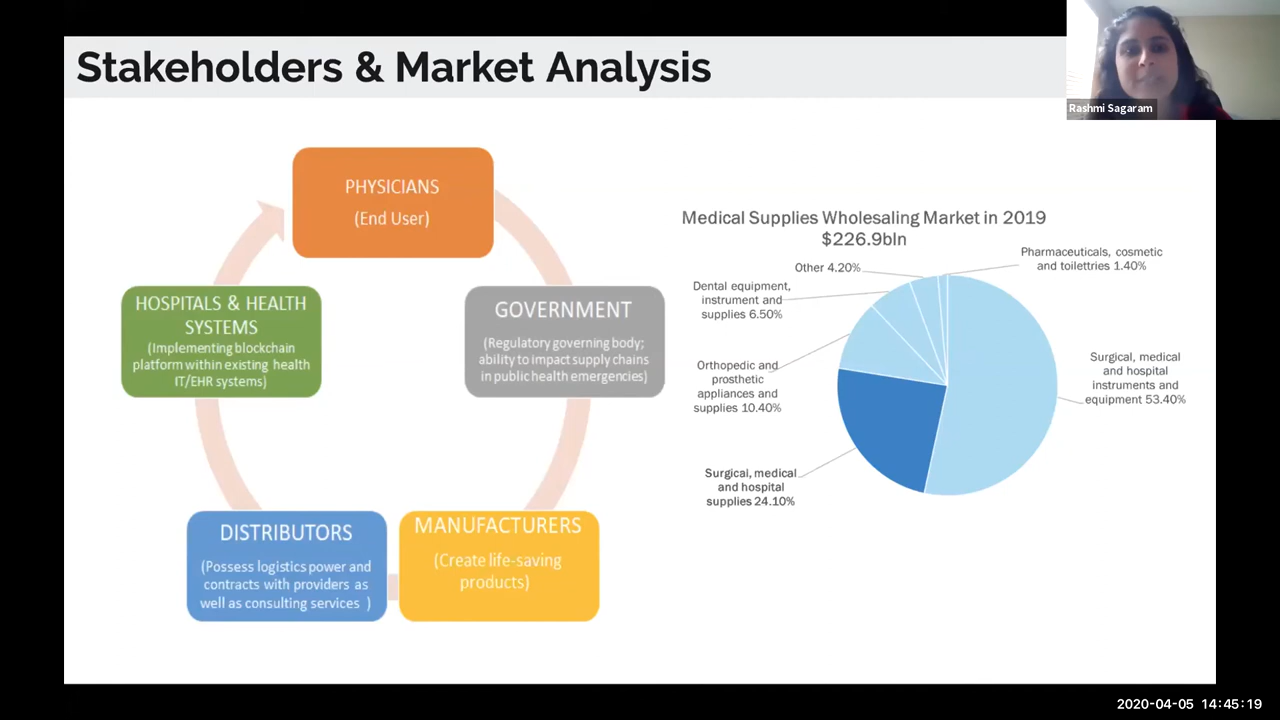 Stakeholders & Market Analysis
Rashmi Sagaram
PHYSICIANS
(End User)
HOSPITALS & HEALTH
SYSTEMS
(Implementing blockchain
platform within existing health
IT/EHR systems)
GOVERNMENT
(Regulatory governing body;
ability to impact supply chains
in public health emergencies)
DISTRIBUTORS
(Possess logistics power and
contracts with providers as
well as consulting services )
MANUFACTURERS
(Create life-saving
products)
Medical Supplies Wholesaling Market in 2019
$226.9bln
Pharmaceuticals, cosmetic
and toilettries 1.40%
Other 4.20%
Dental equipment,
instrument and
supplies 6.50%
Orthopedic and
prosthetic
appliances and
supplies 10.40%
Surgical, medical
and hospital
instruments and
equipment 53.40%
Surgical, medical
and hospital
supplies 24.10%
2020-04-05 14:45:19